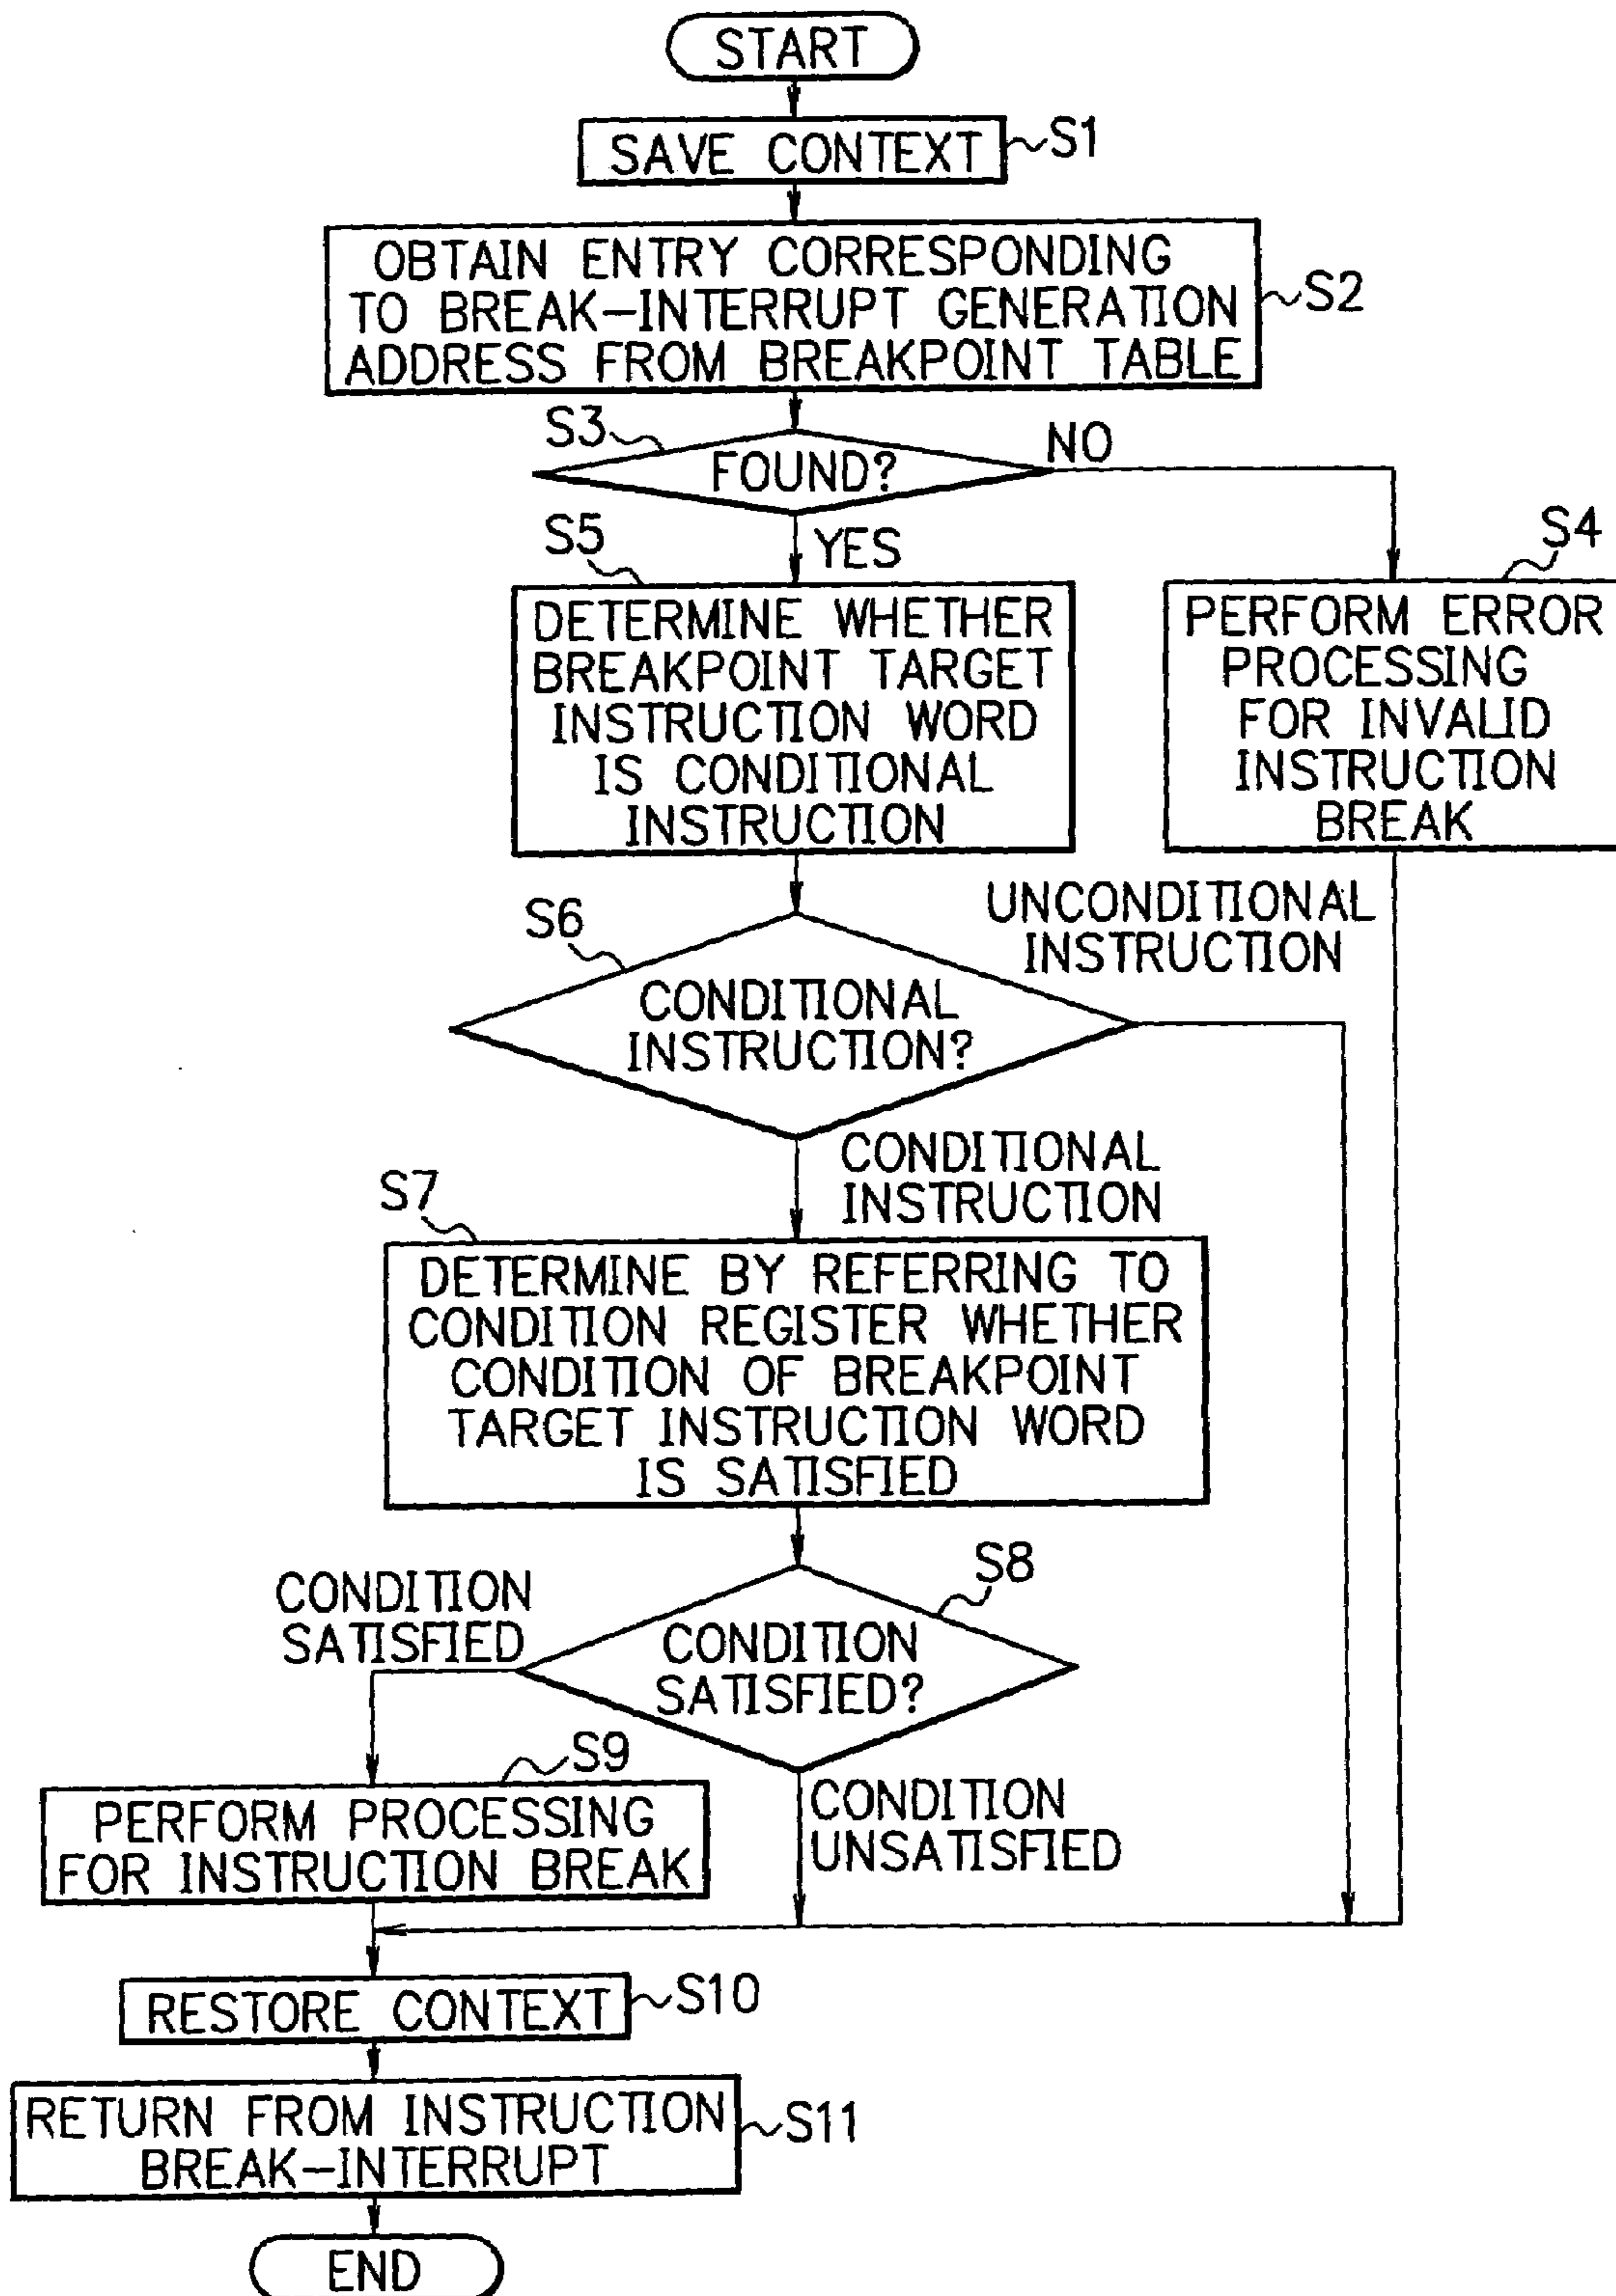 START
SAVE CONTEXT
S1
OBTAIN ENTRY CORRESPONDING
TO BREAK-INTERRUPT GENERATION
ADDRESS FROM BREAKPOINT TABLE
S2
S3
FOUND?
NO
YES
S5
DETERMINE WHETHER
BREAKPOINT TARGET
INSTRUCTION WORD
IS CONDITIONAL
INSTRUCTION
S4
PERFORM ERROR
PROCESSING
FOR INVALID
INSTRUCTION
BREAK
S6
CONDITIONAL
INSTRUCTION?
UNCONDITIONAL
INSTRUCTION
CONDITIONAL
INSTRUCTION
S7
DETERMINE BY REFERRING TO
CONDITION REGISTER WHETHER
CONDITION OF BREAKPOINT
TARGET INSTRUCTION WORD
IS SATISFIED
S8
CONDITION
SATISFIED?
CONDITION
SATISFIED
S9
PERFORM PROCESSING
FOR INSTRUCTION BREAK
CONDITION
UNSATISFIED
RESTORE CONTEXT
S10
RETURN FROM INSTRUCTION
BREAK-INTERRUPT
S11
END